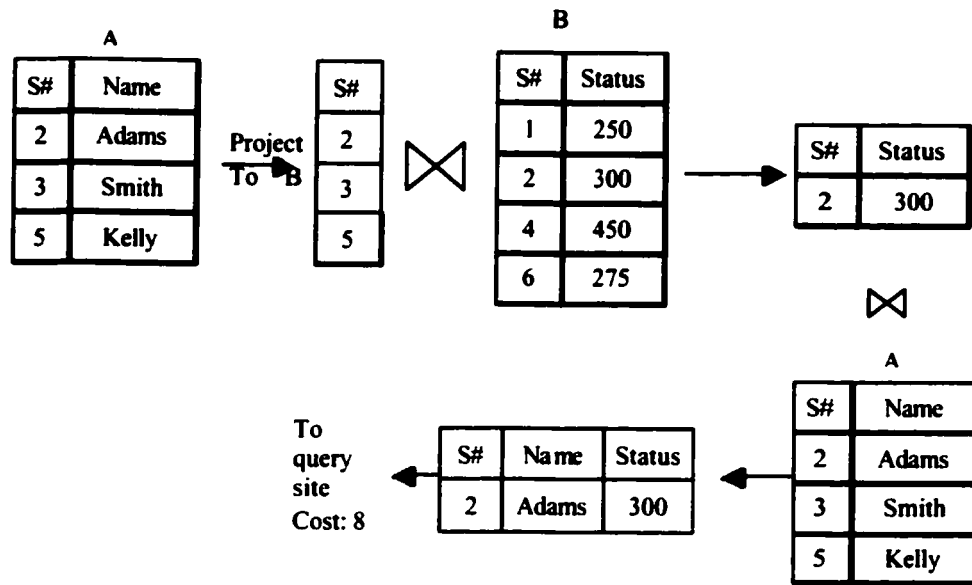 A
S# Name
2 Adams
3 Smith
5 Kelly
Project
To B
S#
2
3
5
B
S# Status
1 250
2 300
4 450
6 275
S# Status
2 300
A
S# Name
2 Adams
3 Smith
5 Kelly
S# Name Status
2 Adams 300
To
query
site
Cost: 8